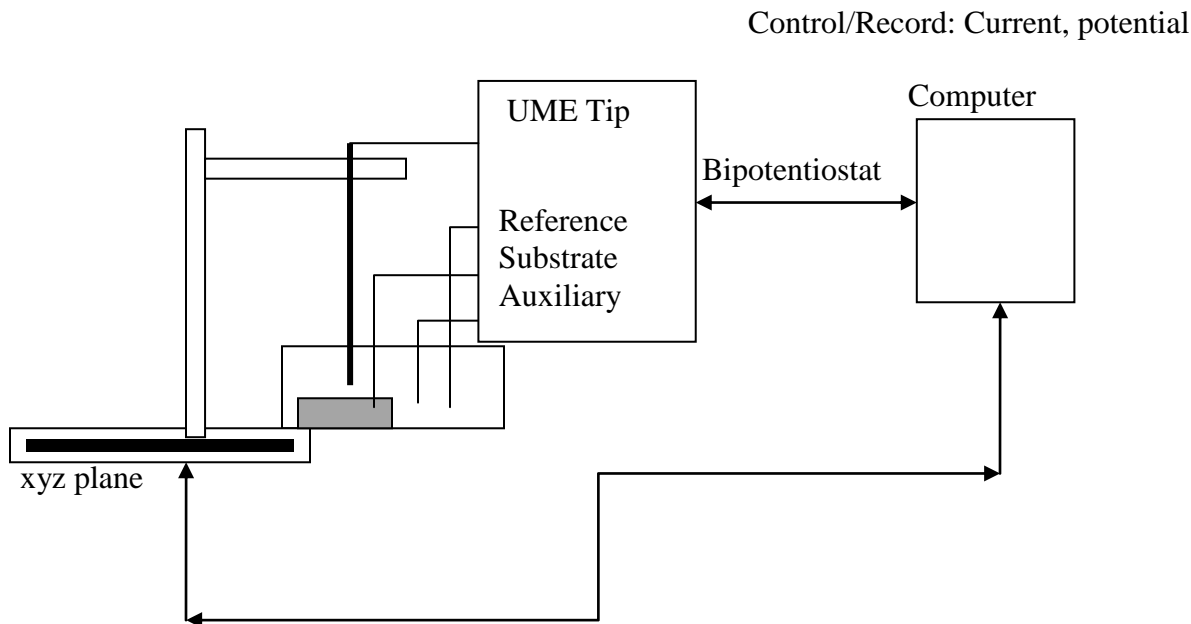 Control/Record: Current, potential
Computer
UME Tip
Bipotentiostat
Reference
Substrate
Auxiliary
xyz plane